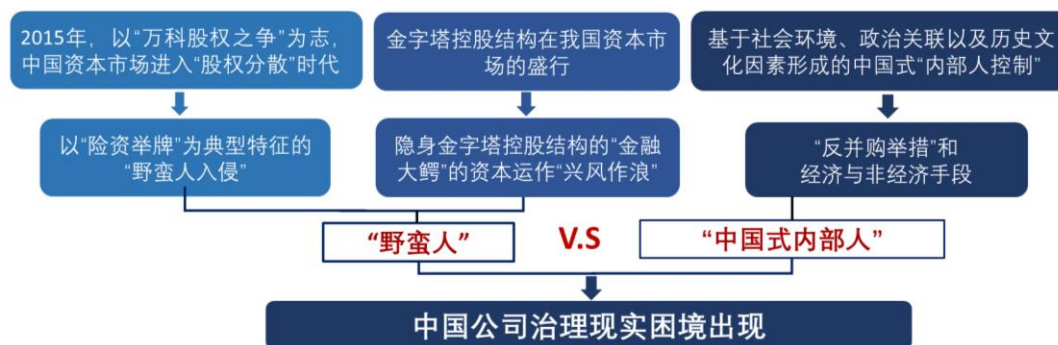 2015年，以“万科股权之争”为志，
中国资本市场进入“股权分散”时代
金字塔控股结构在我国资本市
场的盛行
基于社会环境、政治关联以及历史文
化因素形成的中国式“内部人控制”
以“险资举牌”为典型特征的
“野蛮人入侵”
隐身金字塔控股结构的“金融
大鳄”的资本运作“兴风作浪”
“反并购举措”和
经济与非经济手段
“野蛮人”
V.S
“中国式内部人”
中国公司治理现实困境出现